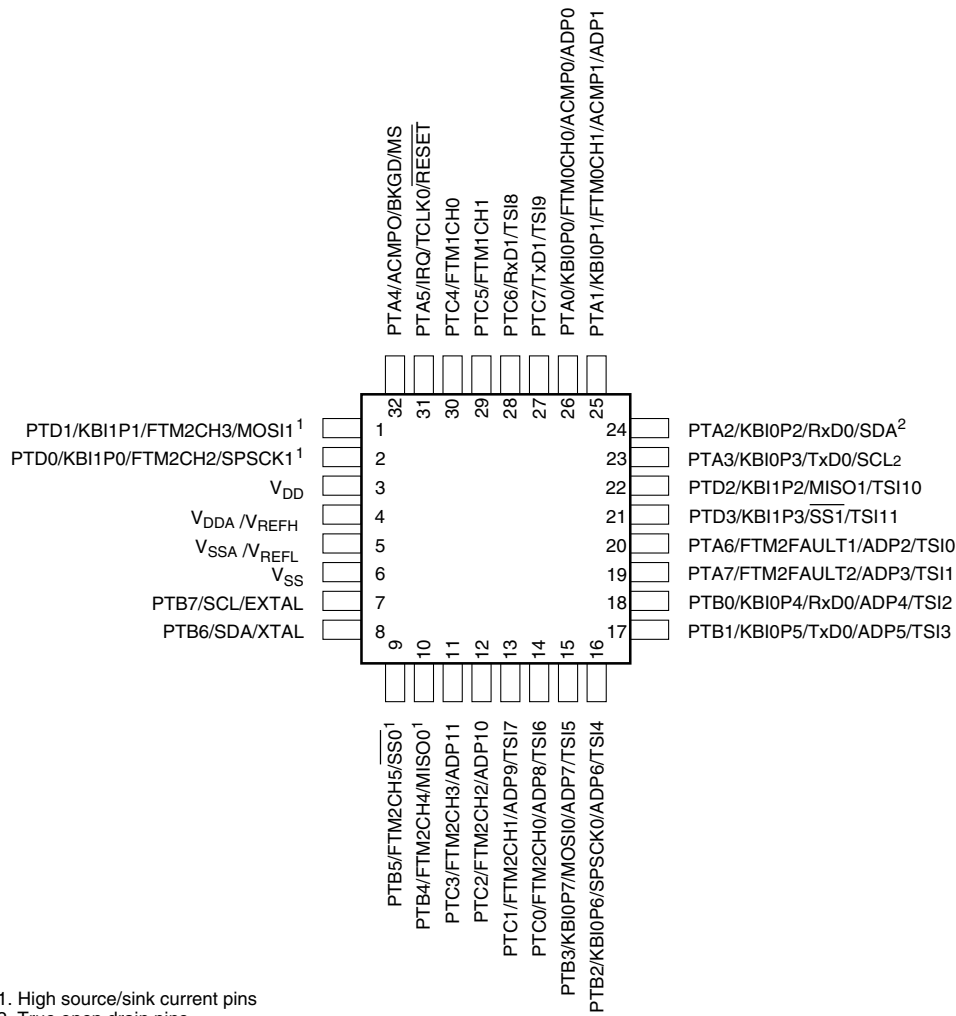 PTA4/ACMPO/BKGD/MS
PTA5/IRQ/TCLK0/RESET
PTC4/FTM1CH0
PTC5/FTM1CH1
PTC6/RxD1/TSI8
PTC7/TxD1/TSI9
PTA0/KBI0P0/FTM0CH0/ACMP0/ADP0
PTA1/KBI0P1/FTM0CH1/ACMP1/ADP1
32 31 30 29 28 27 26 25
PTD1/KBI1P1/FTM2CH3/MOSI1¹ 1
PTD0/KBI1P0/FTM2CH2/SPSCK1¹ 2
VDD 3
VDDA /VREFH 4
VSSA /VREFL 5
VSS 6
PTB7/SCL/EXTAL 7
PTB6/SDA/XTAL 8
24 PTA2/KBI0P2/RxD0/SDA²
23 PTA3/KBI0P3/TxD0/SCL2
22 PTD2/KBI1P2/MISO1/TSI10
21 PTD3/KBI1P3/SS1/TSI11
20 PTA6/FTM2FAULT1/ADP2/TSI0
19 PTA7/FTM2FAULT2/ADP3/TSI1
18 PTB0/KBI0P4/RxD0/ADP4/TSI2
17 PTB1/KBI0P5/TxD0/ADP5/TSI3
9 10 11 12 13 14 15 16
PTB5/FTM2CH5/SS0¹
PTB4/FTM2CH4/MISO0¹
PTC3/FTM2CH3/ADP11
PTC2/FTM2CH2/ADP10
PTC1/FTM2CH1/ADP9/TSI7
PTC0/FTM2CH0/ADP8/TSI6
PTB3/KBI0P7/MOSI0/ADP7/TSI5
PTB2/KBI0P6/SPSCK0/ADP6/TSI4
1. High source/sink current pins
2. True open drain pins